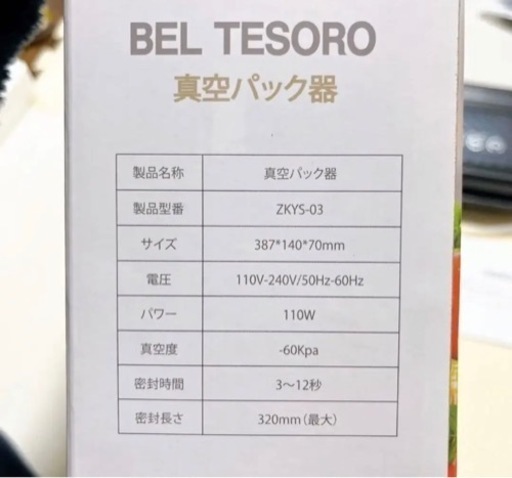 BEL TESORO
真空パック器
製品名称 真空パック器
製品型番 ZKYS-03
サイズ 387*140*70mm
電圧 110V-240V/50Hz-60Hz
パワー 110W
真空度 -60Kpa
密封時間 3～12秒
密封長さ 320mm（最大）